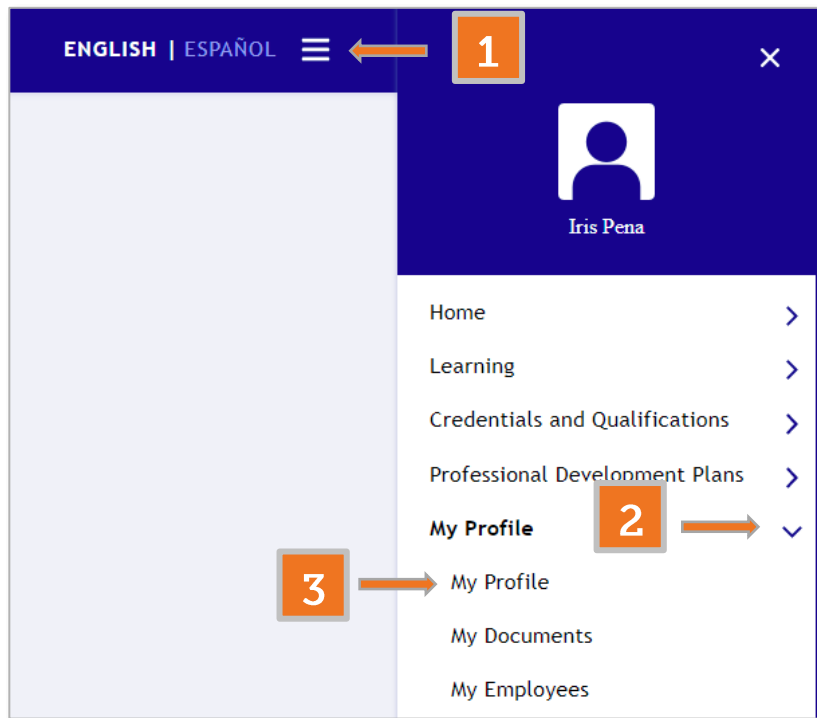 ENGLISH | ESPAÑOL
1
Iris Pena
Home
Learning
Credentials and Qualifications
Professional Development Plans
My Profile
2
3
My Profile
My Documents
My Employees